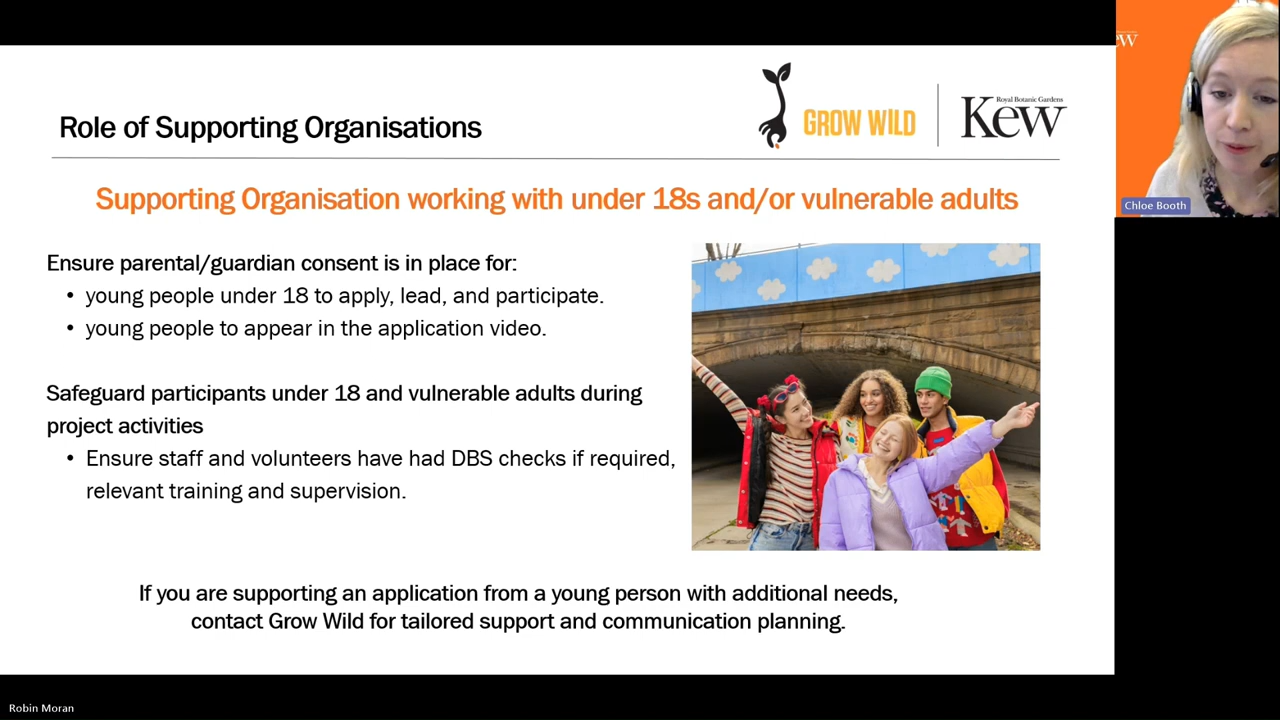 Role of Supporting Organisations
GROW WILD
Royal Botanic Gardens
Kew
Supporting Organisation working with under 18s and/or vulnerable adults
Ensure parental/guardian consent is in place for:
• young people under 18 to apply, lead, and participate.
• young people to appear in the application video.
Safeguard participants under 18 and vulnerable adults during
project activities
• Ensure staff and volunteers have had DBS checks if required,
relevant training and supervision.
If you are supporting an application from a young person with additional needs,
contact Grow Wild for tailored support and communication planning.
Chloe Booth
Robin Moran